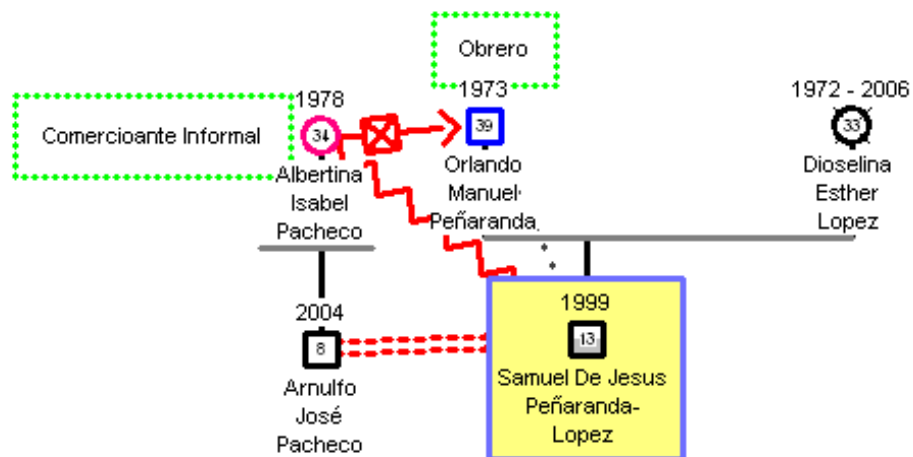 Obrero
1978
1973
1972 - 2006
Comercioante Informal
34
39
33
Albertina
Isabel
Pacheco
Orlando
Manuel
Peñaranda
Dioselina
Esther
Lopez
2004
1999
8
13
Arnulfo
José
Pacheco
Samuel De Jesus
Peñaranda-
Lopez